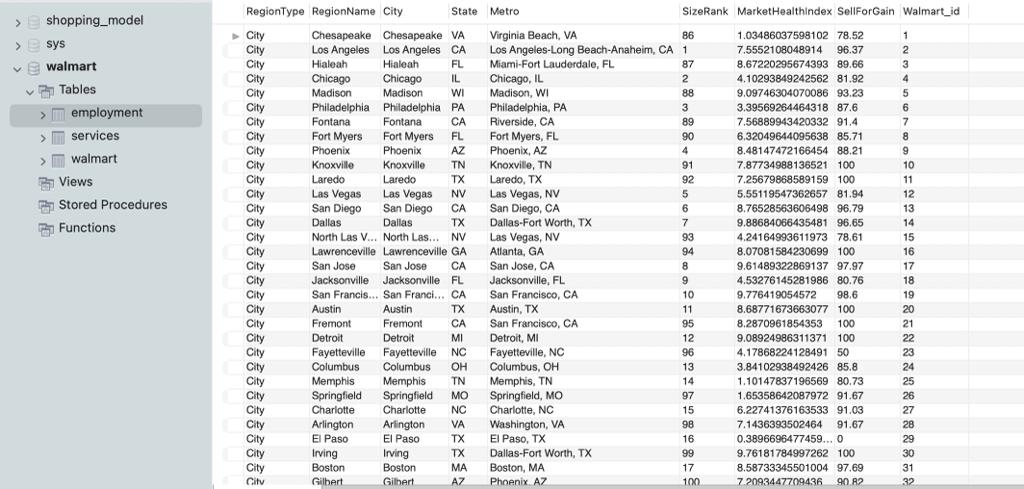 shopping_model
sys
walmart
Tables
employment
services
walmart
Views
Stored Procedures
Functions
RegionType RegionName City State Metro SizeRank MarketHealthIndex SellForGain Walmart_id
City Chesapeake Chesapeake VA Virginia Beach, VA 86 1.03486037598102 78.52 1
City Los Angeles Los Angeles CA Los Angeles-Long Beach-Anaheim, CA 1 7.5552108048914 96.37 2
City Hialeah Hialeah FL Miami-Fort Lauderdale, FL 87 8.67220295674393 89.66 3
City Chicago Chicago IL Chicago, IL 2 4.10293849242562 81.92 4
City Madison Madison WI Madison, WI 88 9.09746304070086 93.23 5
City Philadelphia Philadelphia PA Philadelphia, PA 3 3.39569264464318 87.6 6
City Fontana Fontana CA Riverside, CA 89 7.56889943420332 91.4 7
City Fort Myers Fort Myers FL Fort Myers, FL 90 6.32049644095638 85.71 8
City Phoenix Phoenix AZ Phoenix, AZ 4 8.48147472166454 88.21 9
City Knoxville Knoxville TN Knoxville, TN 91 7.87734988136521 100 10
City Laredo Laredo TX Laredo, TX 92 7.25679868589159 100 11
City Las Vegas Las Vegas NV Las Vegas, NV 5 5.55119547362657 81.94 12
City San Diego San Diego CA San Diego, CA 6 8.76528563606498 96.79 13
City Dallas Dallas TX Dallas-Fort Worth, TX 7 9.88684066435481 96.65 14
City North Las V... North Las... NV Las Vegas, NV 93 4.24164993611973 78.61 15
City Lawrenceville Lawrenceville GA Atlanta, GA 94 8.07081584230699 100 16
City San Jose San Jose CA San Jose, CA 8 9.61489322869137 97.97 17
City Jacksonville Jacksonville FL Jacksonville, FL 9 4.53276145281986 80.76 18
City San Francis... San Franci... CA San Francisco, CA 10 9.776419054572 98.6 19
City Austin Austin TX Austin, TX 11 8.68771673663077 100 20
City Fremont Fremont CA San Francisco, CA 95 8.2870961854353 100 21
City Detroit Detroit MI Detroit, MI 12 9.08924986311371 100 22
City Fayetteville Fayetteville NC Fayetteville, NC 96 4.17868224128491 50 23
City Columbus Columbus OH Columbus, OH 13 3.84102938492426 85.8 24
City Memphis Memphis TN Memphis, TN 14 1.10147837196569 80.73 25
City Springfield Springfield MO Springfield, MO 97 1.65358642087972 91.67 26
City Charlotte Charlotte NC Charlotte, NC 15 6.22741376163533 91.03 27
City Arlington Arlington VA Washington, VA 98 7.1436393502464 91.67 28
City El Paso El Paso TX El Paso, TX 16 0.3896696477459... 0 29
City Irving Irving TX Dallas-Fort Worth, TX 99 9.76181784997262 100 30
City Boston Boston MA Boston, MA 17 8.58733345501004 97.69 31
City Gilbert Gilbert AZ Phoenix, AZ 100 7.2093447709436 90.82 32